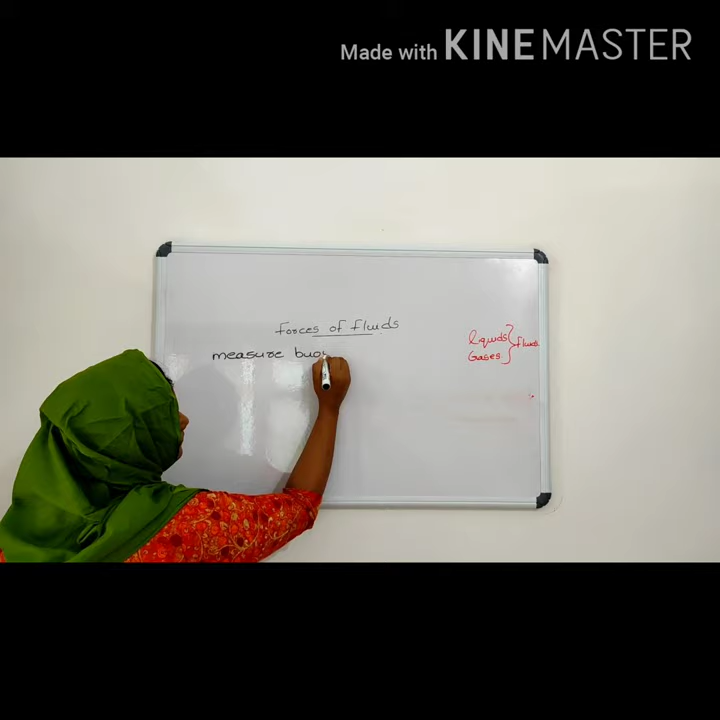 Made with KINEMASTER
Forces of fluids
measure buo
liquids } fluids
Gases